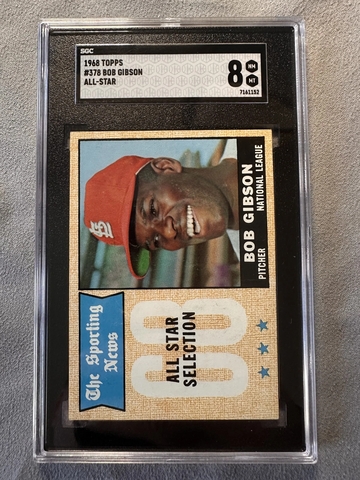 SGC
1968 TOPPS
#378 BOB GIBSON
ALL-STAR
8
NM
MT
7161152
The Sporting
News
68
ALL STAR
SELECTION
StL
BOB GIBSON
PITCHER NATIONAL LEAGUE